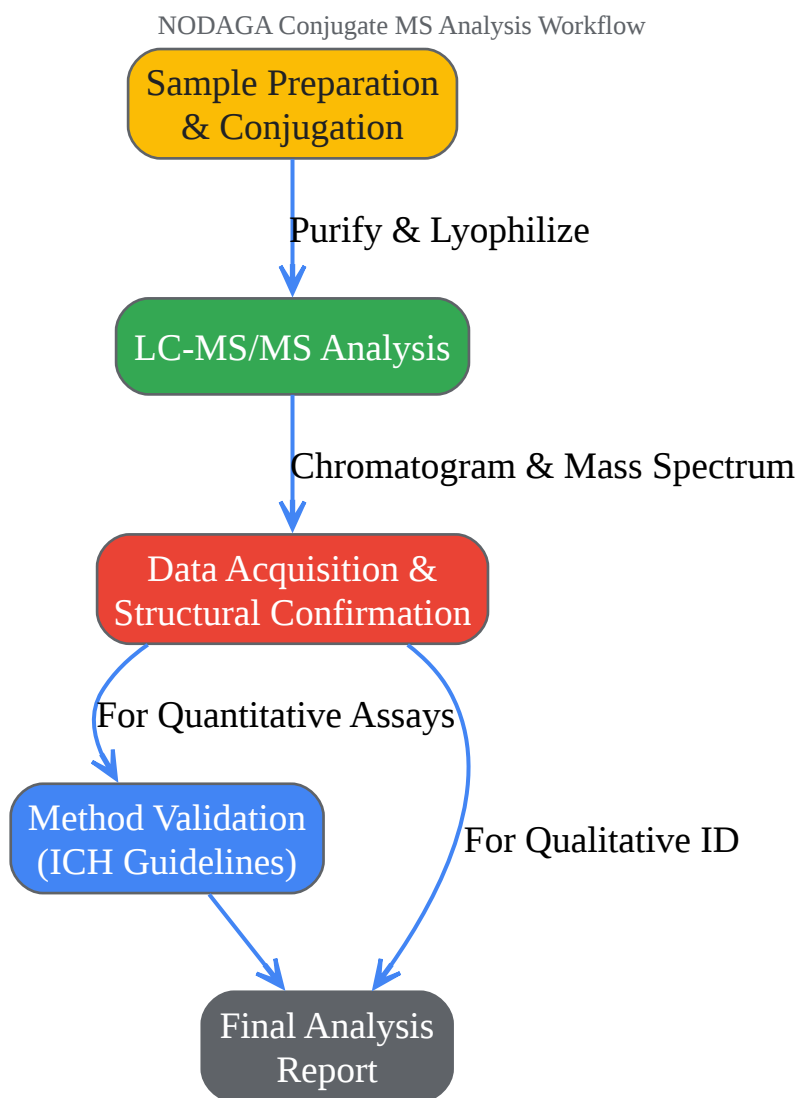 NODAGA Conjugate MS Analysis Workflow
Sample Preparation
& Conjugation
Purify & Lyophilize
LC-MS/MS Analysis
Chromatogram & Mass Spectrum
Data Acquisition &
Structural Confirmation
For Quantitative Assays
Method Validation
(ICH Guidelines)
For Qualitative ID
Final Analysis
Report